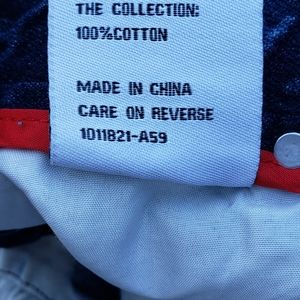 THE COLLECTION:
100%COTTON
MADE IN CHINA
CARE ON REVERSE
1011821-A59